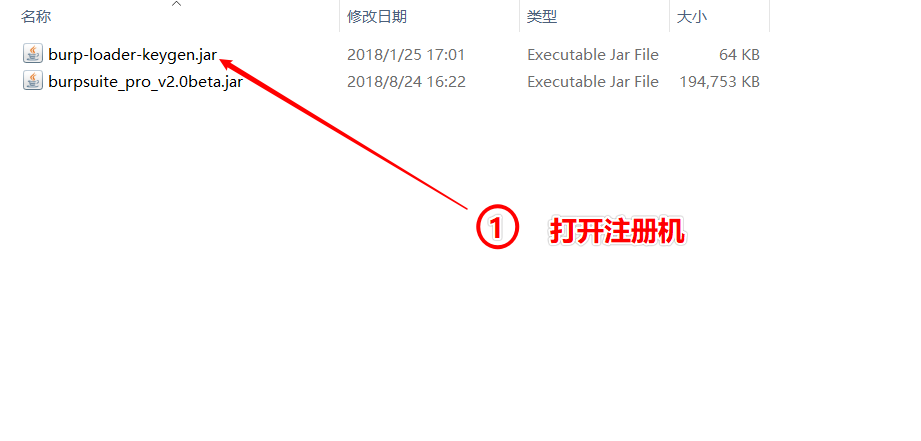 名称 修改日期 类型 大小
burp-loader-keygen.jar 2018/1/25 17:01 Executable Jar File 64 KB
burpsuite_pro_v2.0beta.jar 2018/8/24 16:22 Executable Jar File 194,753 KB
① 打开注册机